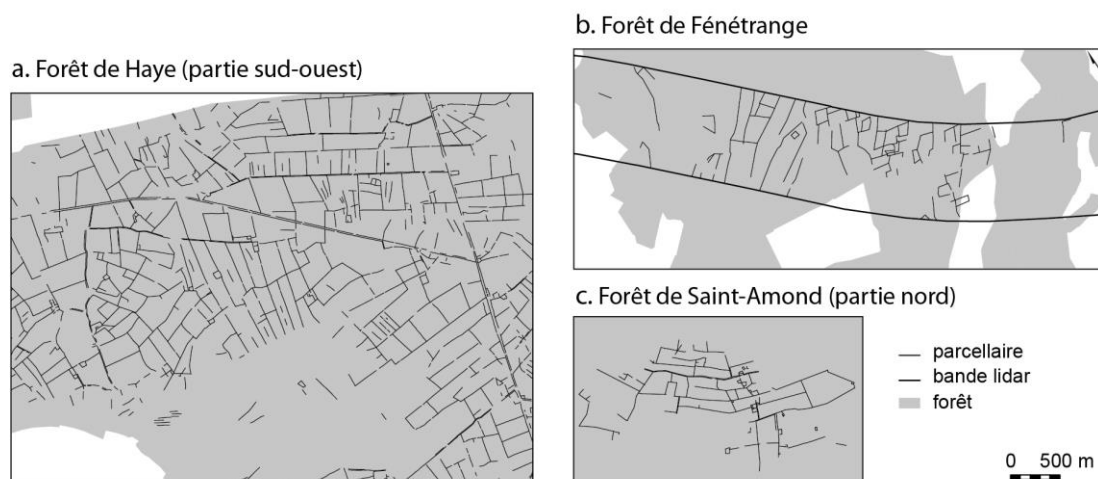 a. Forêt de Haye (partie sud-ouest)
b. Forêt de Fénétrange
c. Forêt de Saint-Amond (partie nord)
parcellaire
bande lidar
forêt
0 500 m